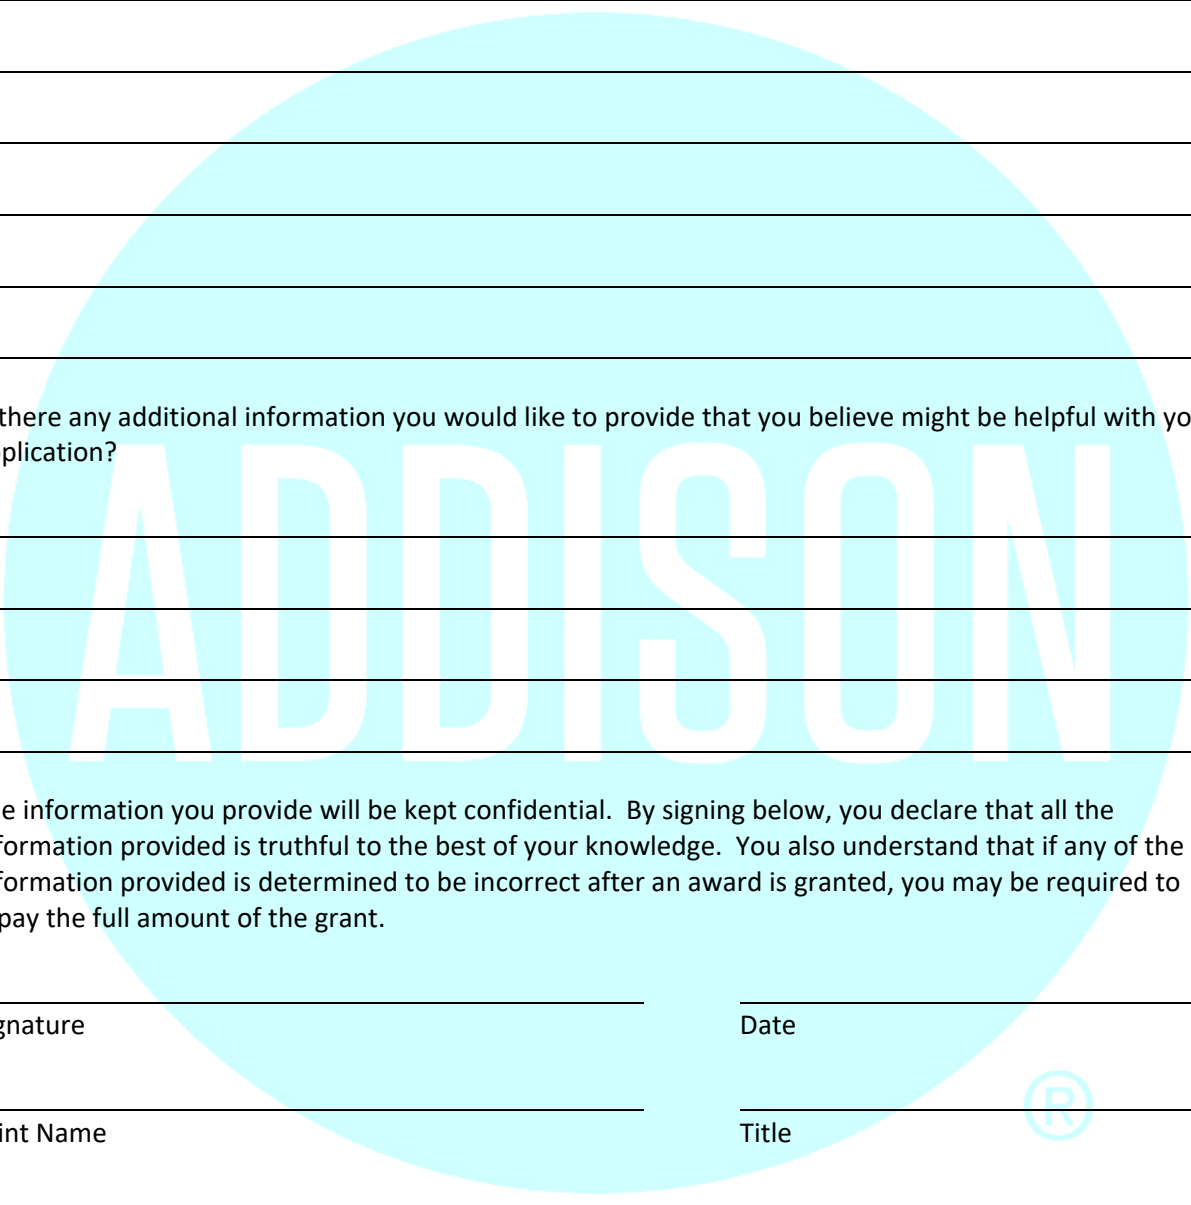 there any additional information you would like to provide that you believe might be helpful with yo
plication?
ADDISON
e information you provide will be kept confidential.  By signing below, you declare that all the
formation provided is truthful to the best of your knowledge.  You also understand that if any of the
formation provided is determined to be incorrect after an award is granted, you may be required to
pay the full amount of the grant.
gnature Date
®
int Name Title